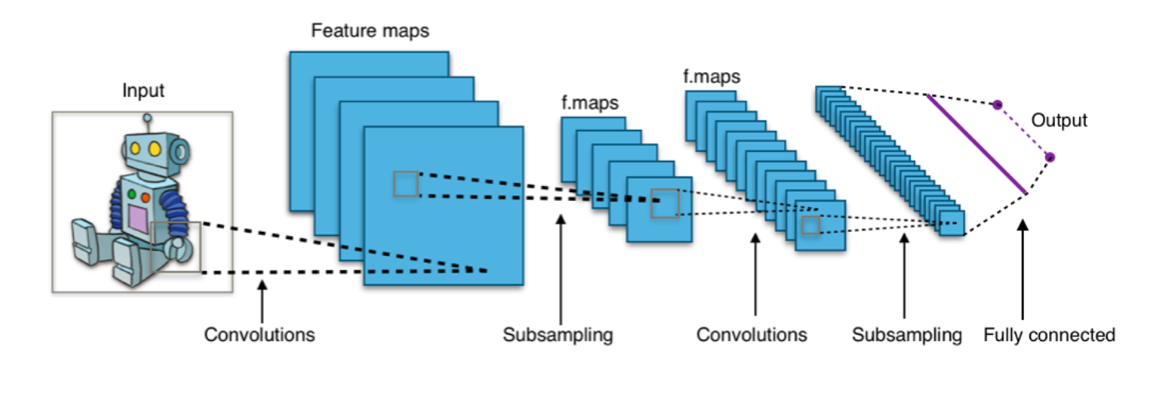 Feature maps
Input
f.maps
f.maps
Output
Convolutions
Subsampling
Convolutions
Subsampling
Fully connected